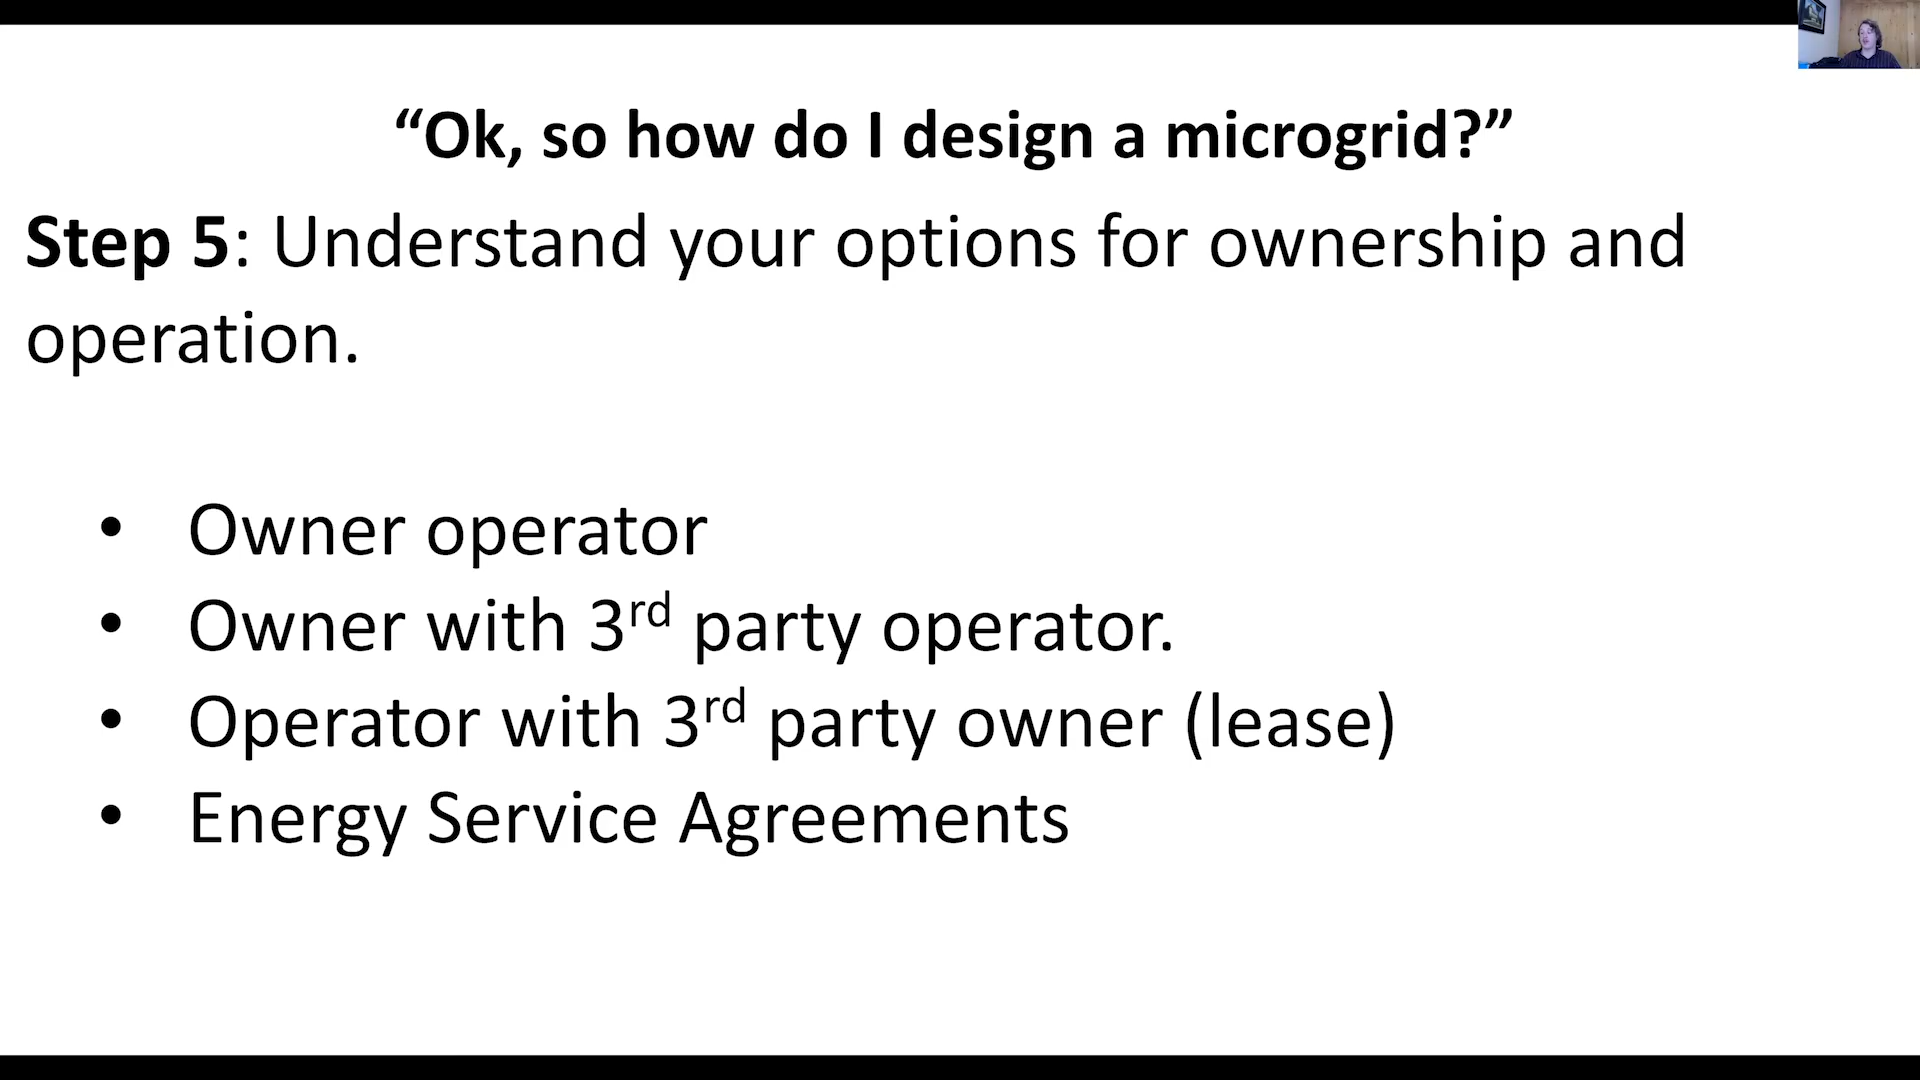 “Ok, so how do I design a microgrid?”
Step 5: Understand your options for ownership and
operation.
• Owner operator
• Owner with 3rd party operator.
• Operator with 3rd party owner (lease)
• Energy Service Agreements